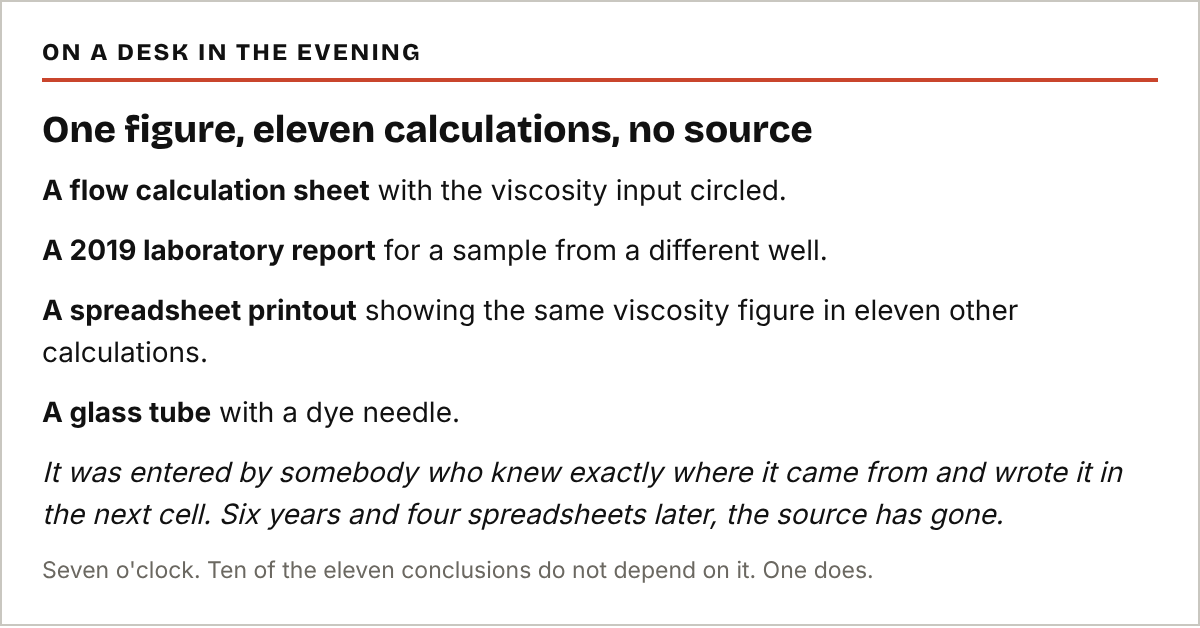 ON A DESK IN THE EVENING
One figure, eleven calculations, no source
A flow calculation sheet with the viscosity input circled.
A 2019 laboratory report for a sample from a different well.
A spreadsheet printout showing the same viscosity figure in eleven other
calculations.
A glass tube with a dye needle.
It was entered by somebody who knew exactly where it came from and wrote it in
the next cell. Six years and four spreadsheets later, the source has gone.
Seven o'clock. Ten of the eleven conclusions do not depend on it. One does.